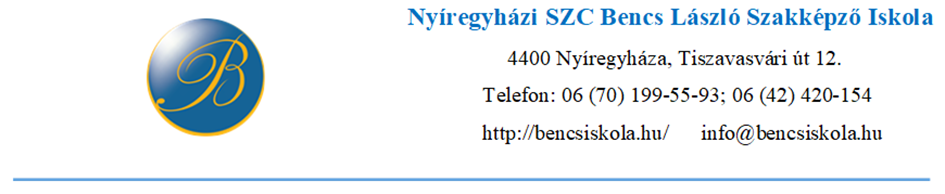 Nyíregyházi SZC Bencs László Szakképző Iskola
4400 Nyíregyháza, Tiszavasvári út 12.
B
Telefon: 06 (70) 199-55-93; 06 (42) 420-154
http://bencsiskola.hu/ info@bencsiskola.hu